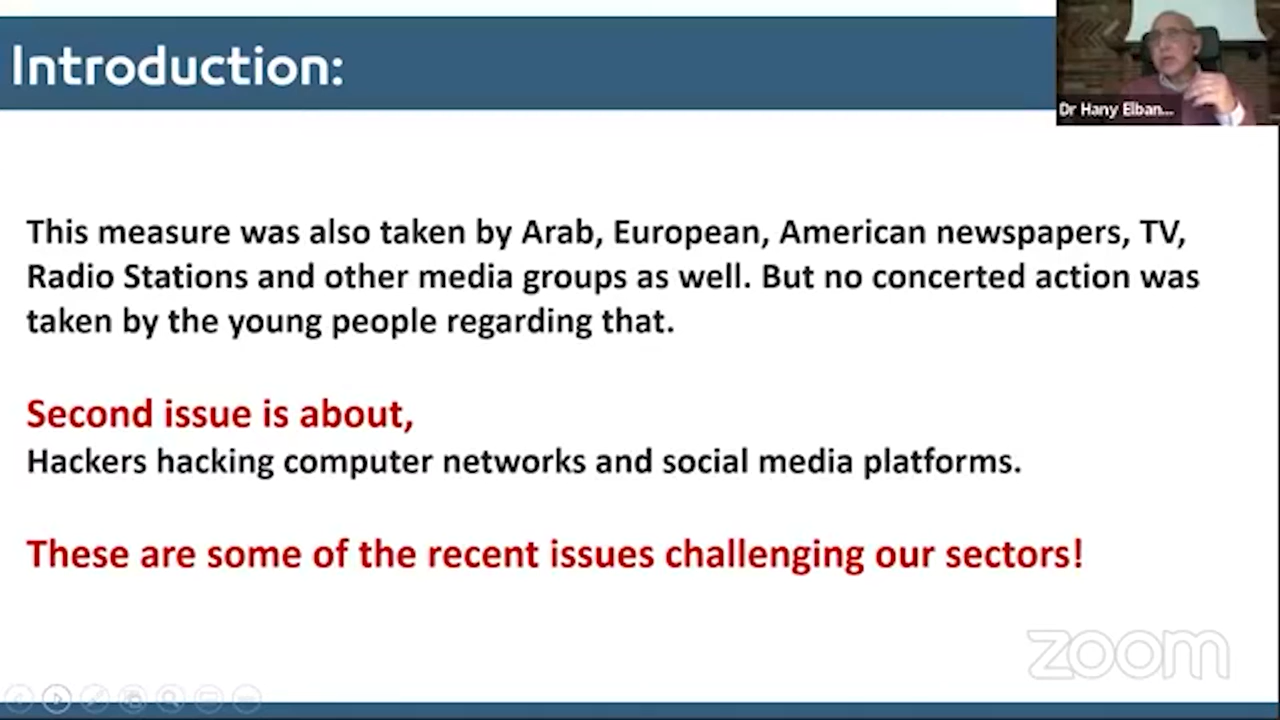 Introduction:
Dr Hany Elban...
This measure was also taken by Arab, European, American newspapers, TV,
Radio Stations and other media groups as well. But no concerted action was
taken by the young people regarding that.
Second issue is about,
Hackers hacking computer networks and social media platforms.
These are some of the recent issues challenging our sectors!
zoom